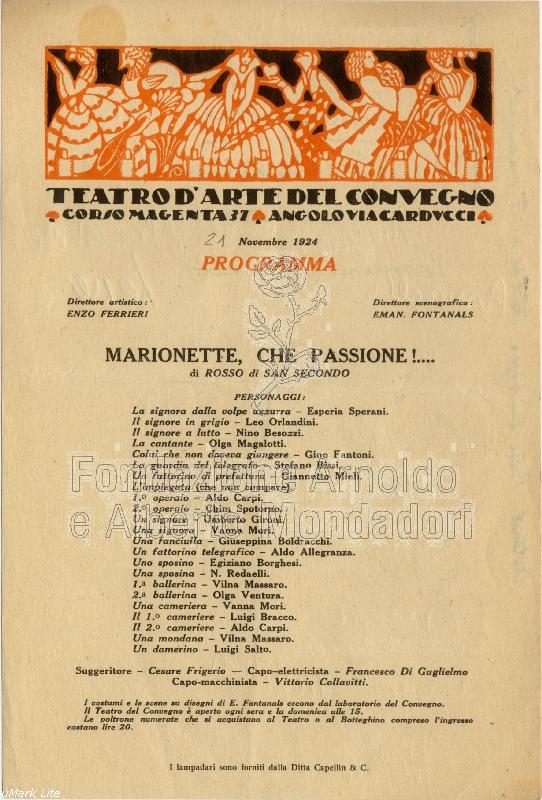 TEATRO D'ARTE DEL CONVEGNO
CORSO MAGENTA 37 ANGOLO VIA CARDVCCI
21 Novembre 1924
PROGRAMMA
Direttore artistico:
ENZO FERRIERI
Direttore scenografico:
EMAN. FONTANALS
MARIONETTE, CHE PASSIONE!....
di ROSSO di SAN SECONDO
PERSONAGGI:
La signora dalla volpe azzurra – Esperia Sperani.
Il signore in grigio – Leo Orlandini.
Il signore a lutto – Nino Besozzi.
La cantante – Olga Magalotti.
Colui che non doveva giungere – Gino Fantoni.
La guardia del telegrafo – Stefano Bissi.
Un fattorino di prefettura – Giannetto Mieli.
L'impiegata (che non compare).
1.º operaio – Aldo Carpi.
2.º operaio – Chim Spotorno.
Un signore – Umberto Gironi.
Una signora – Vanna Mori.
Una fanciulla – Giuseppina Boldracchi.
Un fattorino telegrafico – Aldo Allegranza.
Uno sposino – Egiziano Borghesi.
Una sposina – N. Redaelli.
1.ª ballerina – Vilna Massaro.
2.ª ballerina – Olga Ventura.
Una cameriera – Vanna Mori.
Il 1.º cameriere – Luigi Bracco.
Il 2.º cameriere – Aldo Carpi.
Una mondana – Vilna Massaro.
Un damerino – Luigi Salto.
Suggeritore – Cesare Frigerio — Capo-elettricista – Francesco Di Guglielmo
Capo-macchinista – Vittorio Collavitti.
I costumi e le scene su disegni di E. Fontanals escono dal laboratorio del Convegno.
Il Teatro del Convegno è aperto ogni sera e la domenica alle 15.
Le poltrone numerate che si acquistano al Teatro o al Botteghino compreso l'ingresso
costano lire 20.
I lampadari sono forniti dalla Ditta Capellin & C.
Fondazione Arnoldo
e Alberto Mondadori
uMark Lite